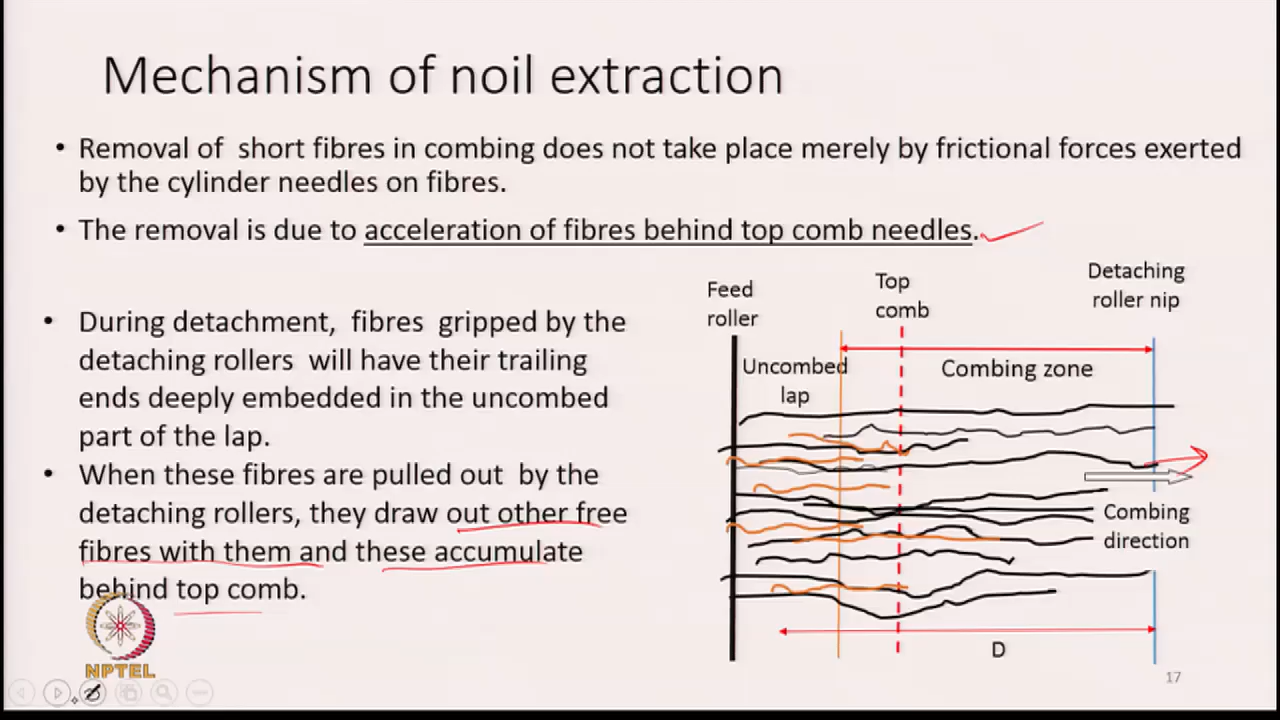 Mechanism of noil extraction
• Removal of short fibres in combing does not take place merely by frictional forces exerted
by the cylinder needles on fibres.
• The removal is due to acceleration of fibres behind top comb needles.
• During detachment, fibres gripped by the
detaching rollers will have their trailing
ends deeply embedded in the uncombed
part of the lap.
• When these fibres are pulled out by the
detaching rollers, they draw out other free
fibres with them and these accumulate
behind top comb.
Feed
roller
Top
comb
Detaching
roller nip
Uncombed
lap
Combing zone
Combing
direction
D
NPTEL
17